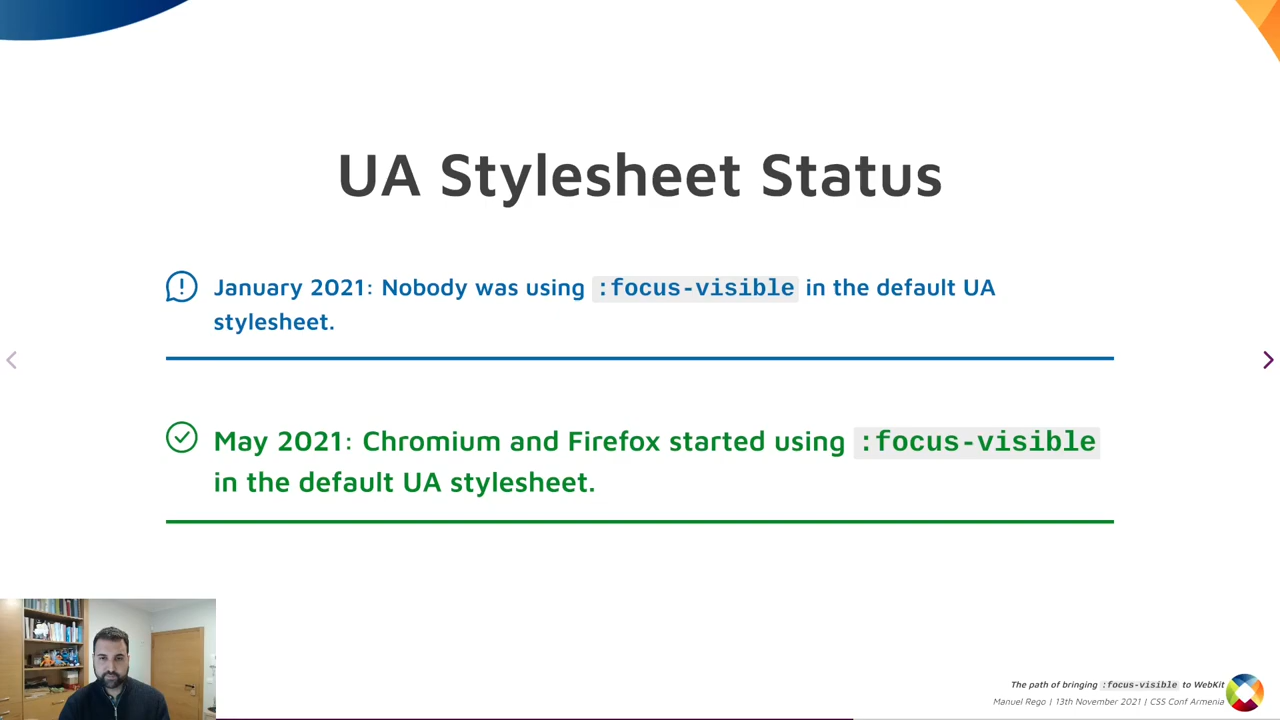 UA Stylesheet Status
January 2021: Nobody was using :focus-visible in the default UA
stylesheet.
May 2021: Chromium and Firefox started using :focus-visible
in the default UA stylesheet.
The path of bringing :focus-visible to WebKit
Manuel Rego | 13th November 2021 | CSS Conf Armenia